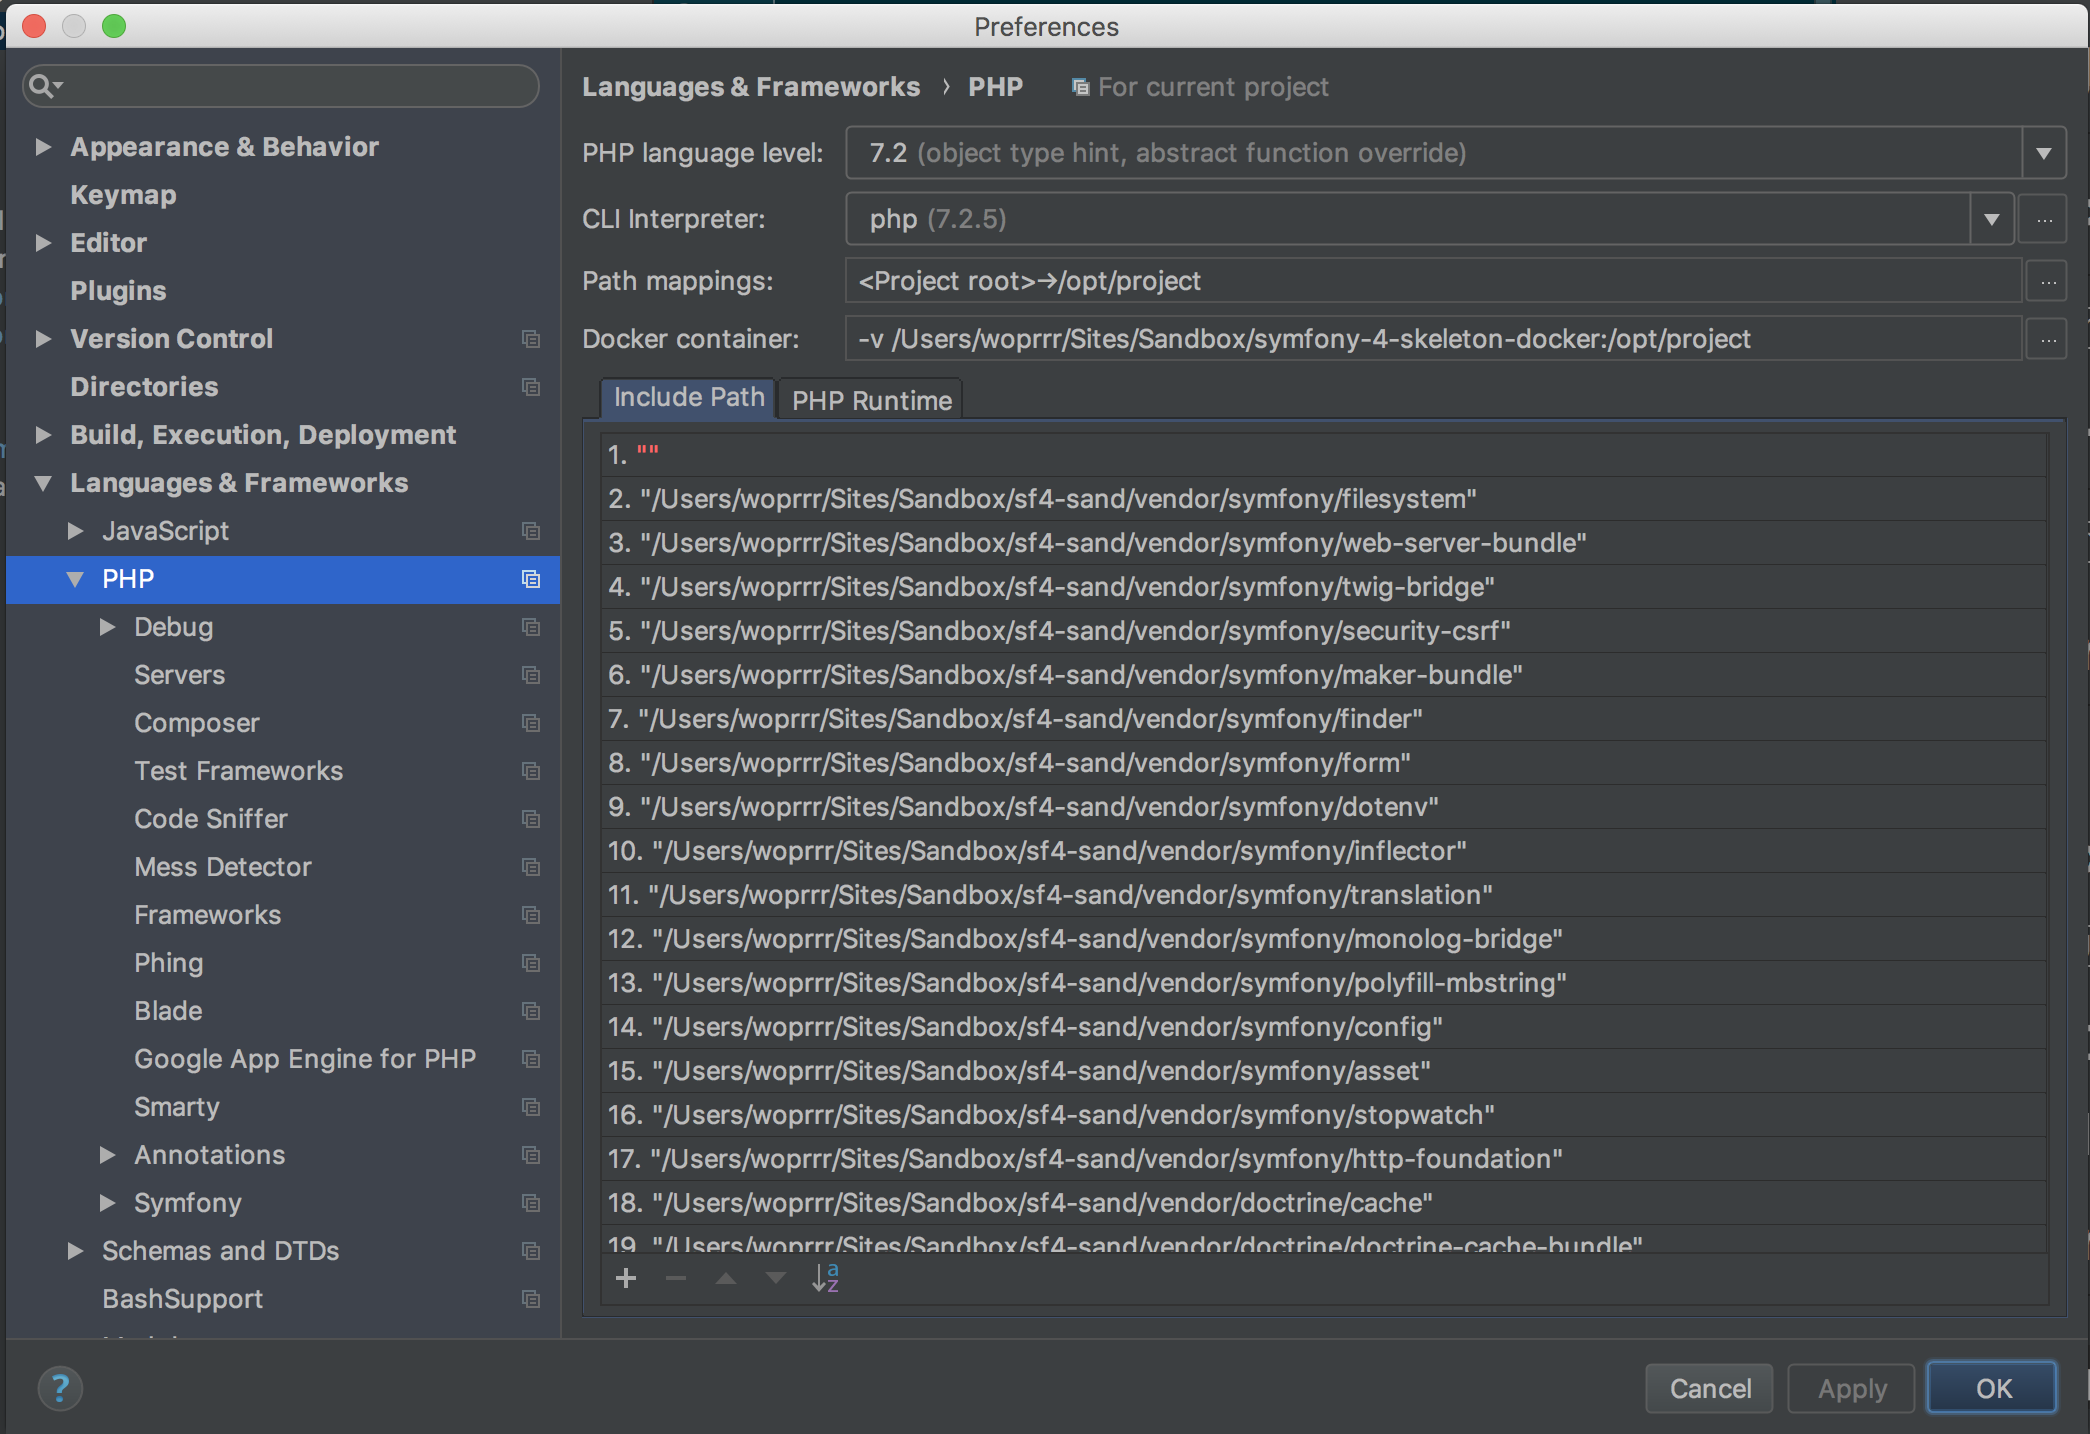 Preferences
Appearance & Behavior
Keymap
Editor
Plugins
Version Control
Directories
Build, Execution, Deployment
Languages & Frameworks
JavaScript
PHP
Debug
Servers
Composer
Test Frameworks
Code Sniffer
Mess Detector
Frameworks
Phing
Blade
Google App Engine for PHP
Smarty
Annotations
Symfony
Schemas and DTDs
BashSupport
Languages & Frameworks › PHP For current project
PHP language level: 7.2 (object type hint, abstract function override)
CLI Interpreter: php (7.2.5) ...
Path mappings: <Project root>→/opt/project ...
Docker container: -v /Users/woprrr/Sites/Sandbox/symfony-4-skeleton-docker:/opt/project ...
Include Path PHP Runtime
1. ""
2. "/Users/woprrr/Sites/Sandbox/sf4-sand/vendor/symfony/filesystem"
3. "/Users/woprrr/Sites/Sandbox/sf4-sand/vendor/symfony/web-server-bundle"
4. "/Users/woprrr/Sites/Sandbox/sf4-sand/vendor/symfony/twig-bridge"
5. "/Users/woprrr/Sites/Sandbox/sf4-sand/vendor/symfony/security-csrf"
6. "/Users/woprrr/Sites/Sandbox/sf4-sand/vendor/symfony/maker-bundle"
7. "/Users/woprrr/Sites/Sandbox/sf4-sand/vendor/symfony/finder"
8. "/Users/woprrr/Sites/Sandbox/sf4-sand/vendor/symfony/form"
9. "/Users/woprrr/Sites/Sandbox/sf4-sand/vendor/symfony/dotenv"
10. "/Users/woprrr/Sites/Sandbox/sf4-sand/vendor/symfony/inflector"
11. "/Users/woprrr/Sites/Sandbox/sf4-sand/vendor/symfony/translation"
12. "/Users/woprrr/Sites/Sandbox/sf4-sand/vendor/symfony/monolog-bridge"
13. "/Users/woprrr/Sites/Sandbox/sf4-sand/vendor/symfony/polyfill-mbstring"
14. "/Users/woprrr/Sites/Sandbox/sf4-sand/vendor/symfony/config"
15. "/Users/woprrr/Sites/Sandbox/sf4-sand/vendor/symfony/asset"
16. "/Users/woprrr/Sites/Sandbox/sf4-sand/vendor/symfony/stopwatch"
17. "/Users/woprrr/Sites/Sandbox/sf4-sand/vendor/symfony/http-foundation"
18. "/Users/woprrr/Sites/Sandbox/sf4-sand/vendor/doctrine/cache"
19. "/Users/woprrr/Sites/Sandbox/sf4-sand/vendor/doctrine/doctrine-cache-bundle"
a
z
?
Cancel Apply OK